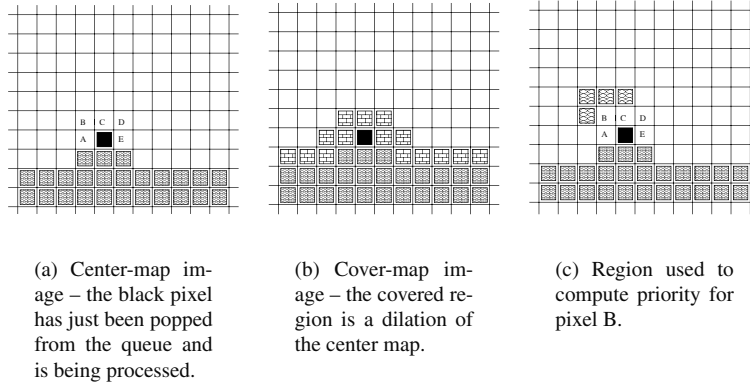 B C D
A E
B C D
A E
(a) Center-map im-
age – the black pixel
has just been popped
from the queue and
is being processed.
(b) Cover-map im-
age – the covered re-
gion is a dilation of
the center map.
(c) Region used to
compute priority for
pixel B.